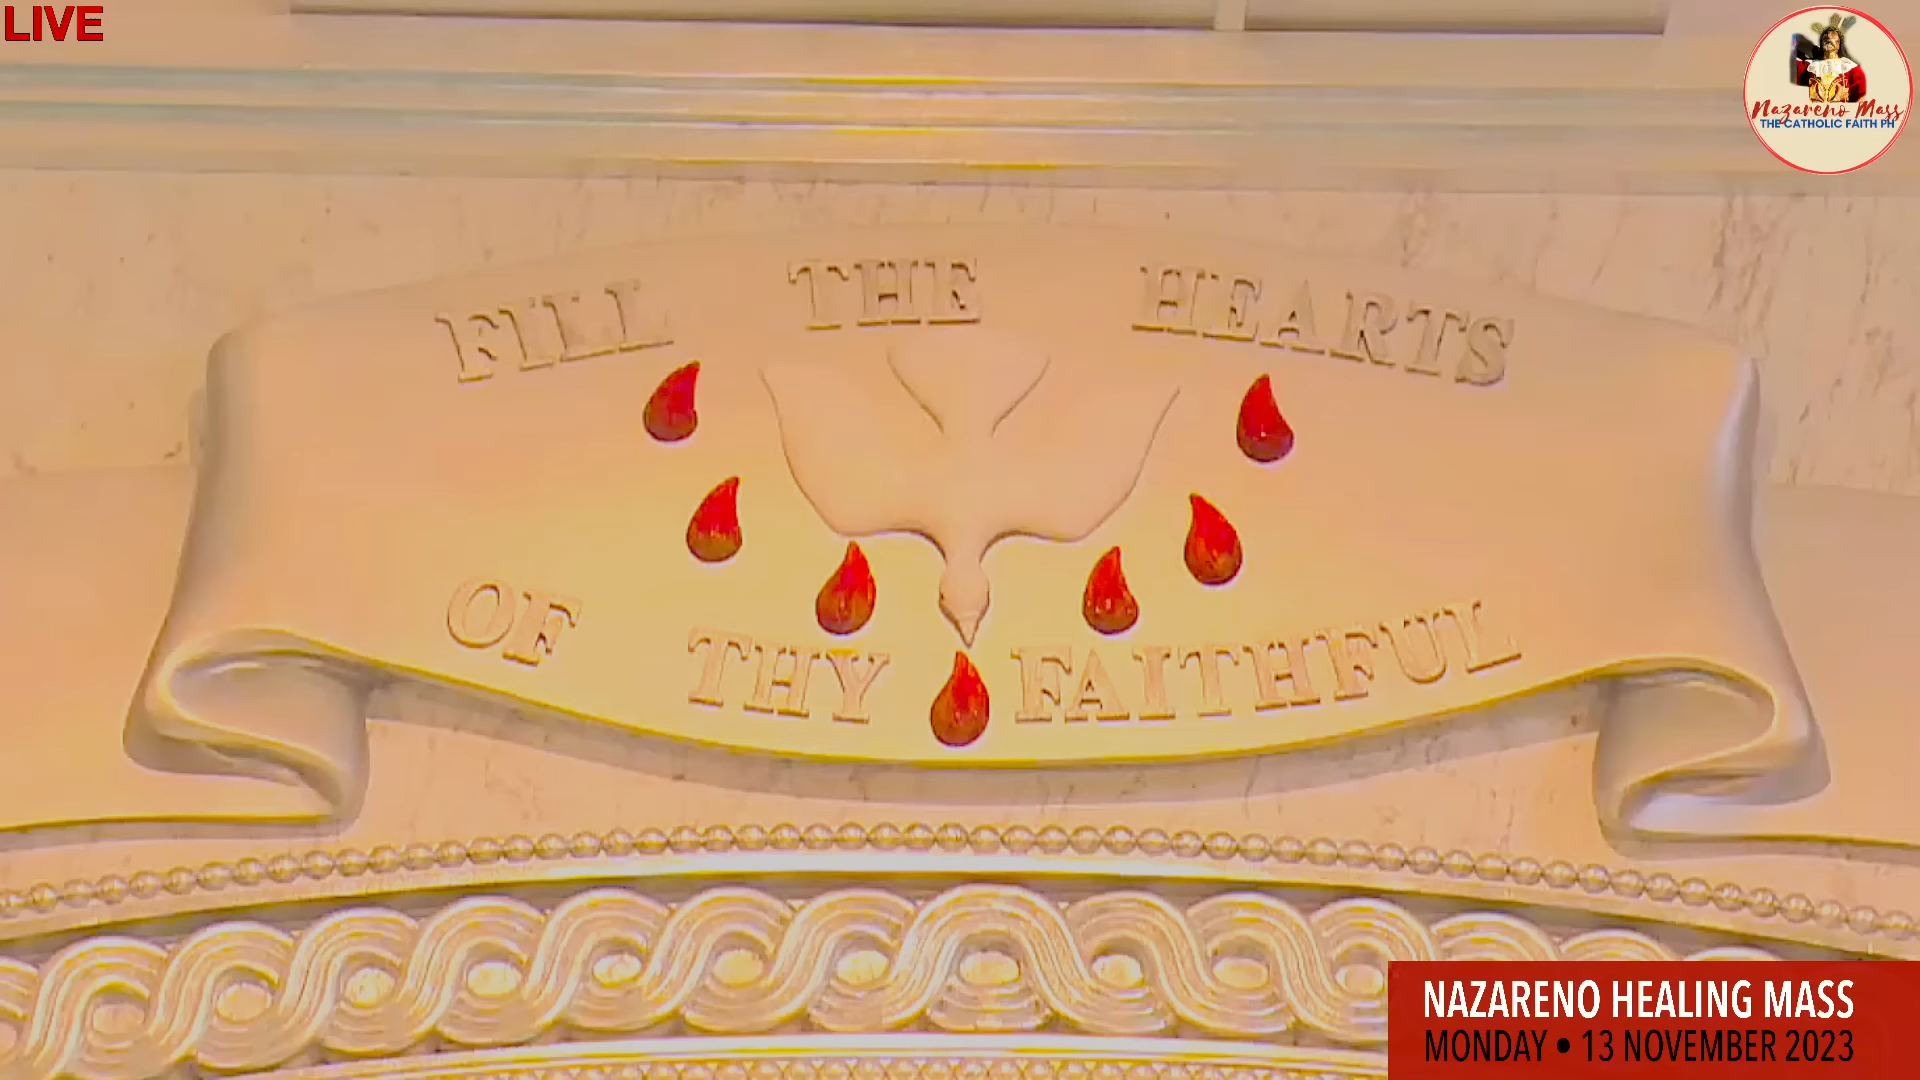 LIVE
Nazareno Mass
THE CATHOLIC FAITH PH
FILL THE HEARTS
OF THY FAITHFUL
NAZARENO HEALING MASS
MONDAY • 13 NOVEMBER 2023